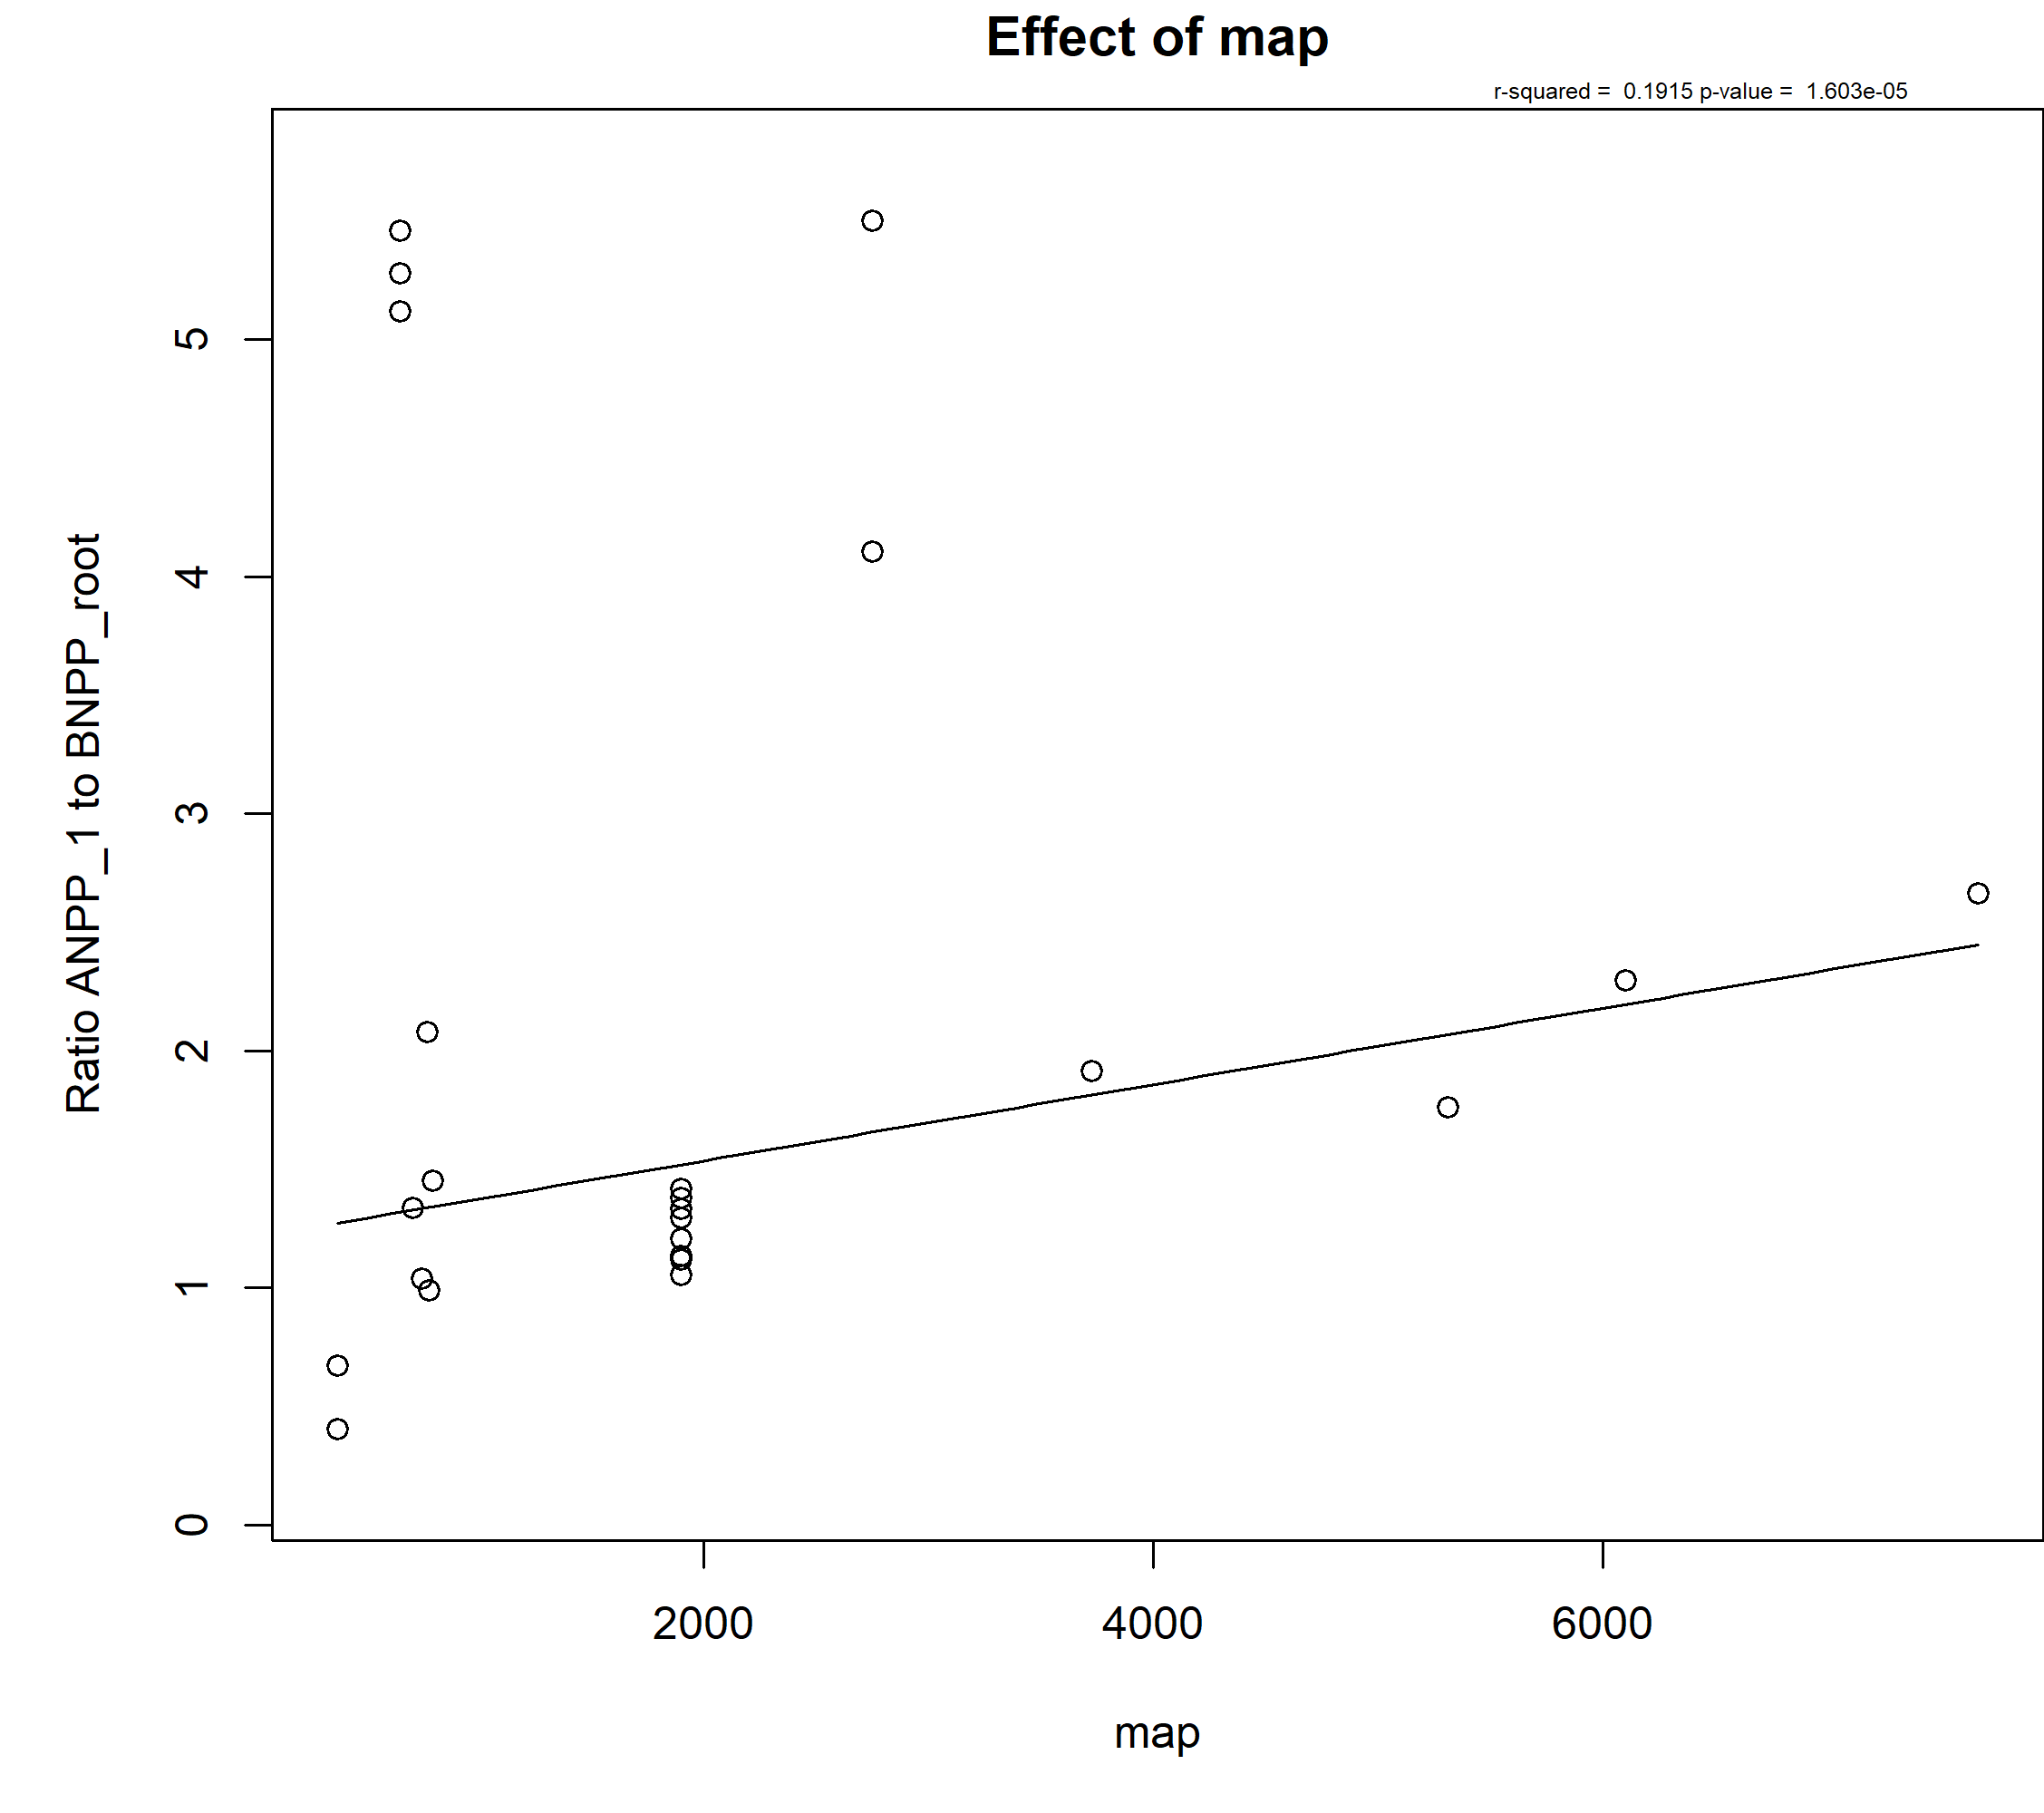 Effect of map
r-squared =  0.1915 p-value =  1.603e-05
Ratio ANPP_1 to BNPP_root
5
4
3
2
1
0
2000 4000 6000
map